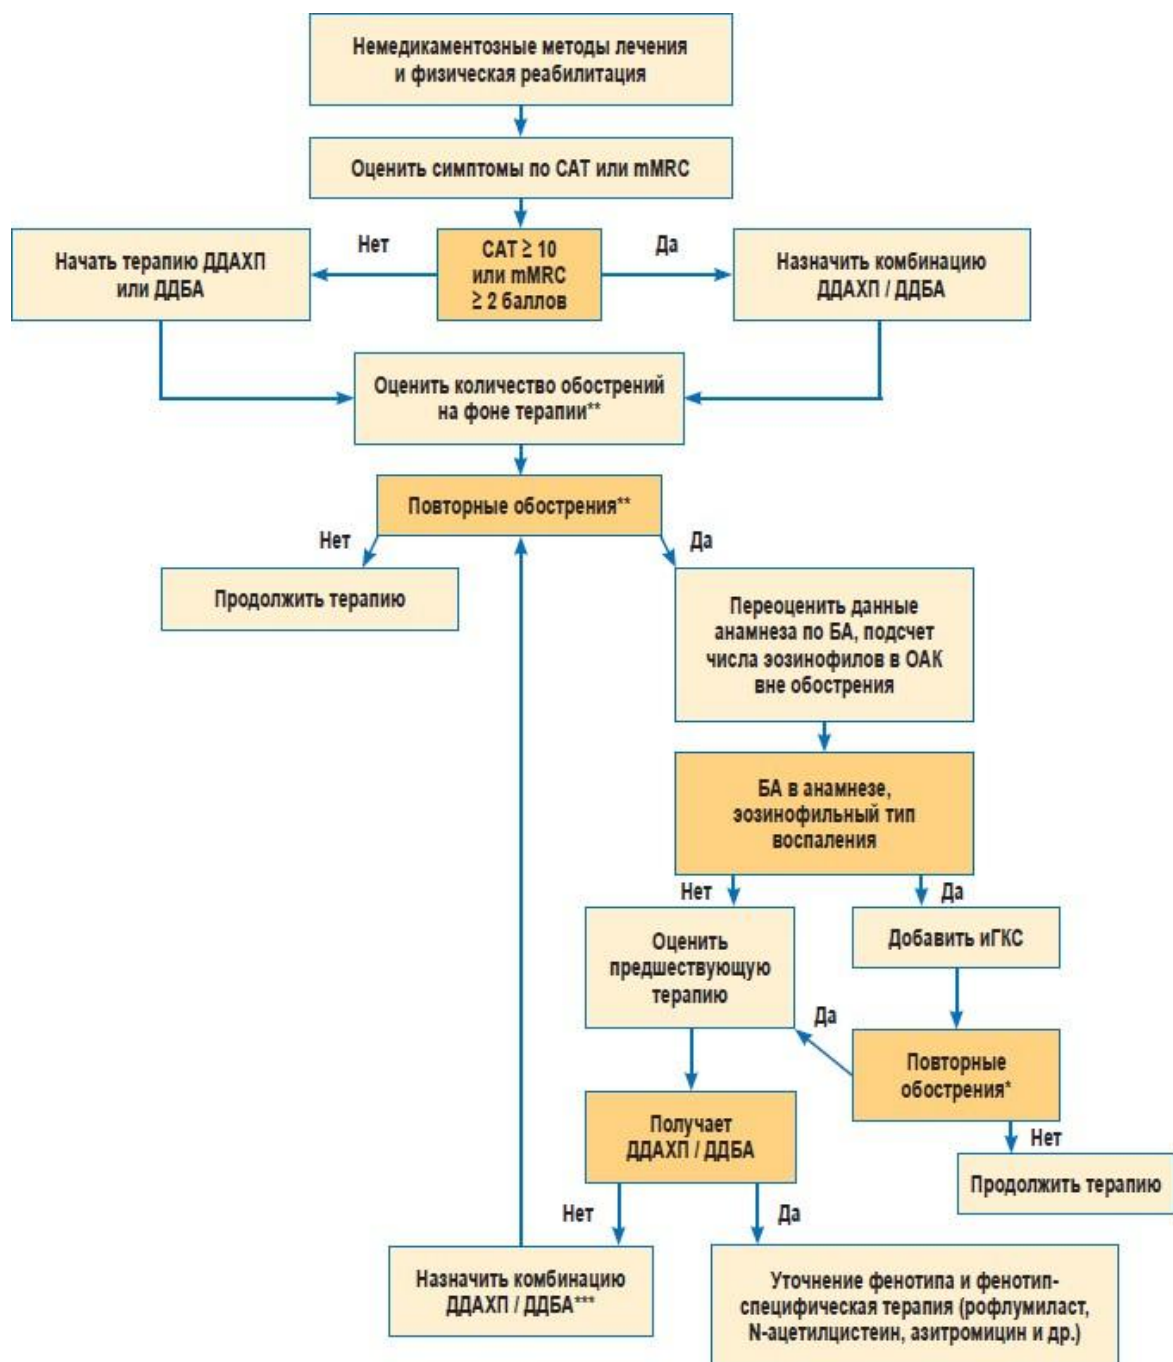 Немедикаментозные методы лечения
и физическая реабилитация
Оценить симптомы по CAT или mMRC
Нет
CAT ≥ 10
или mMRC
≥ 2 баллов
Да
Начать терапию ДДАХП
или ДДБА
Назначить комбинацию
ДДАХП / ДДБА
Оценить количество обострений
на фоне терапии**
Повторные обострения**
Нет
Да
Продолжить терапию
Переоценить данные
анамнеза по БА, подсчет
числа эозинофилов в ОАК
вне обострения
БА в анамнезе,
эозинофильный тип
воспаления
Нет
Да
Оценить
предшествующую
терапию
Добавить иГКС
Да
Повторные
обострения*
Нет
Продолжить терапию
Получает
ДДАХП / ДДБА
Нет
Да
Назначить комбинацию
ДДАХП / ДДБА***
Уточнение фенотипа и фенотип-
специфическая терапия (рофлумиласт,
N-ацетилцистеин, азитромицин и др.)